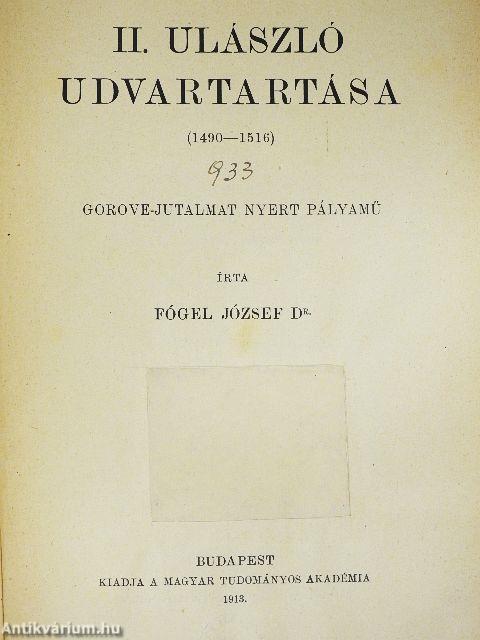 II. ULÁSZLÓ
UDVARTARTÁSA
(1490—1516)
933
GOROVE-JUTALMAT NYERT PÁLYAMŰ
ÍRTA
FÓGEL JÓZSEF DR.
BUDAPEST
KIADJA A MAGYAR TUDOMÁNYOS AKADÉMIA
1913.
Antikvárium.hu